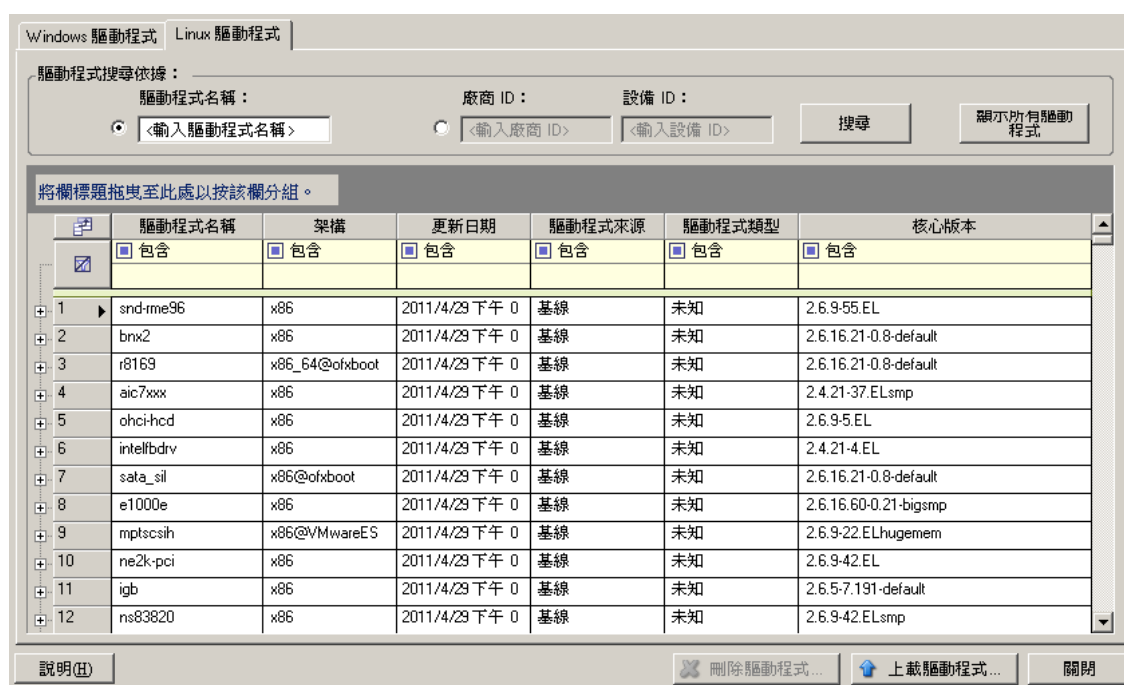 Windows 驅動程式 Linux 驅動程式
驅動程式搜尋依據：
驅動程式名稱： 廠商 ID： 設備 ID：
<輸入驅動程式名稱> <輸入廠商 ID> <輸入設備 ID> 搜尋 顯示所有驅動
程式
將欄標題拖曳至此處以按該欄分組。
驅動程式名稱 架構 更新日期 驅動程式來源 驅動程式類型 核心版本
包含 包含 包含 包含 包含 包含
1 snd-rme96 x86 2011/4/29 下午 0 基線 未知 2.6.9-55.EL
2 bnx2 x86 2011/4/29 下午 0 基線 未知 2.6.16.21-0.8-default
3 r8169 x86_64@ofxboot 2011/4/29 下午 0 基線 未知 2.6.16.21-0.8-default
4 aic7xxx x86 2011/4/29 下午 0 基線 未知 2.4.21-37.ELsmp
5 ohci-hcd x86 2011/4/29 下午 0 基線 未知 2.6.9-5.EL
6 intelfbdrv x86 2011/4/29 下午 0 基線 未知 2.4.21-4.EL
7 sata_sil x86@ofxboot 2011/4/29 下午 0 基線 未知 2.6.16.21-0.8-default
8 e1000e x86 2011/4/29 下午 0 基線 未知 2.6.16.60-0.21-bigsmp
9 mptscsih x86@VMwareES 2011/4/29 下午 0 基線 未知 2.6.9-22.ELhugemem
10 ne2k-pci x86 2011/4/29 下午 0 基線 未知 2.6.9-42.EL
11 igb x86 2011/4/29 下午 0 基線 未知 2.6.5-7.191-default
12 ns83820 x86 2011/4/29 下午 0 基線 未知 2.6.9-42.ELsmp
說明(H) 刪除驅動程式... 上載驅動程式... 關閉